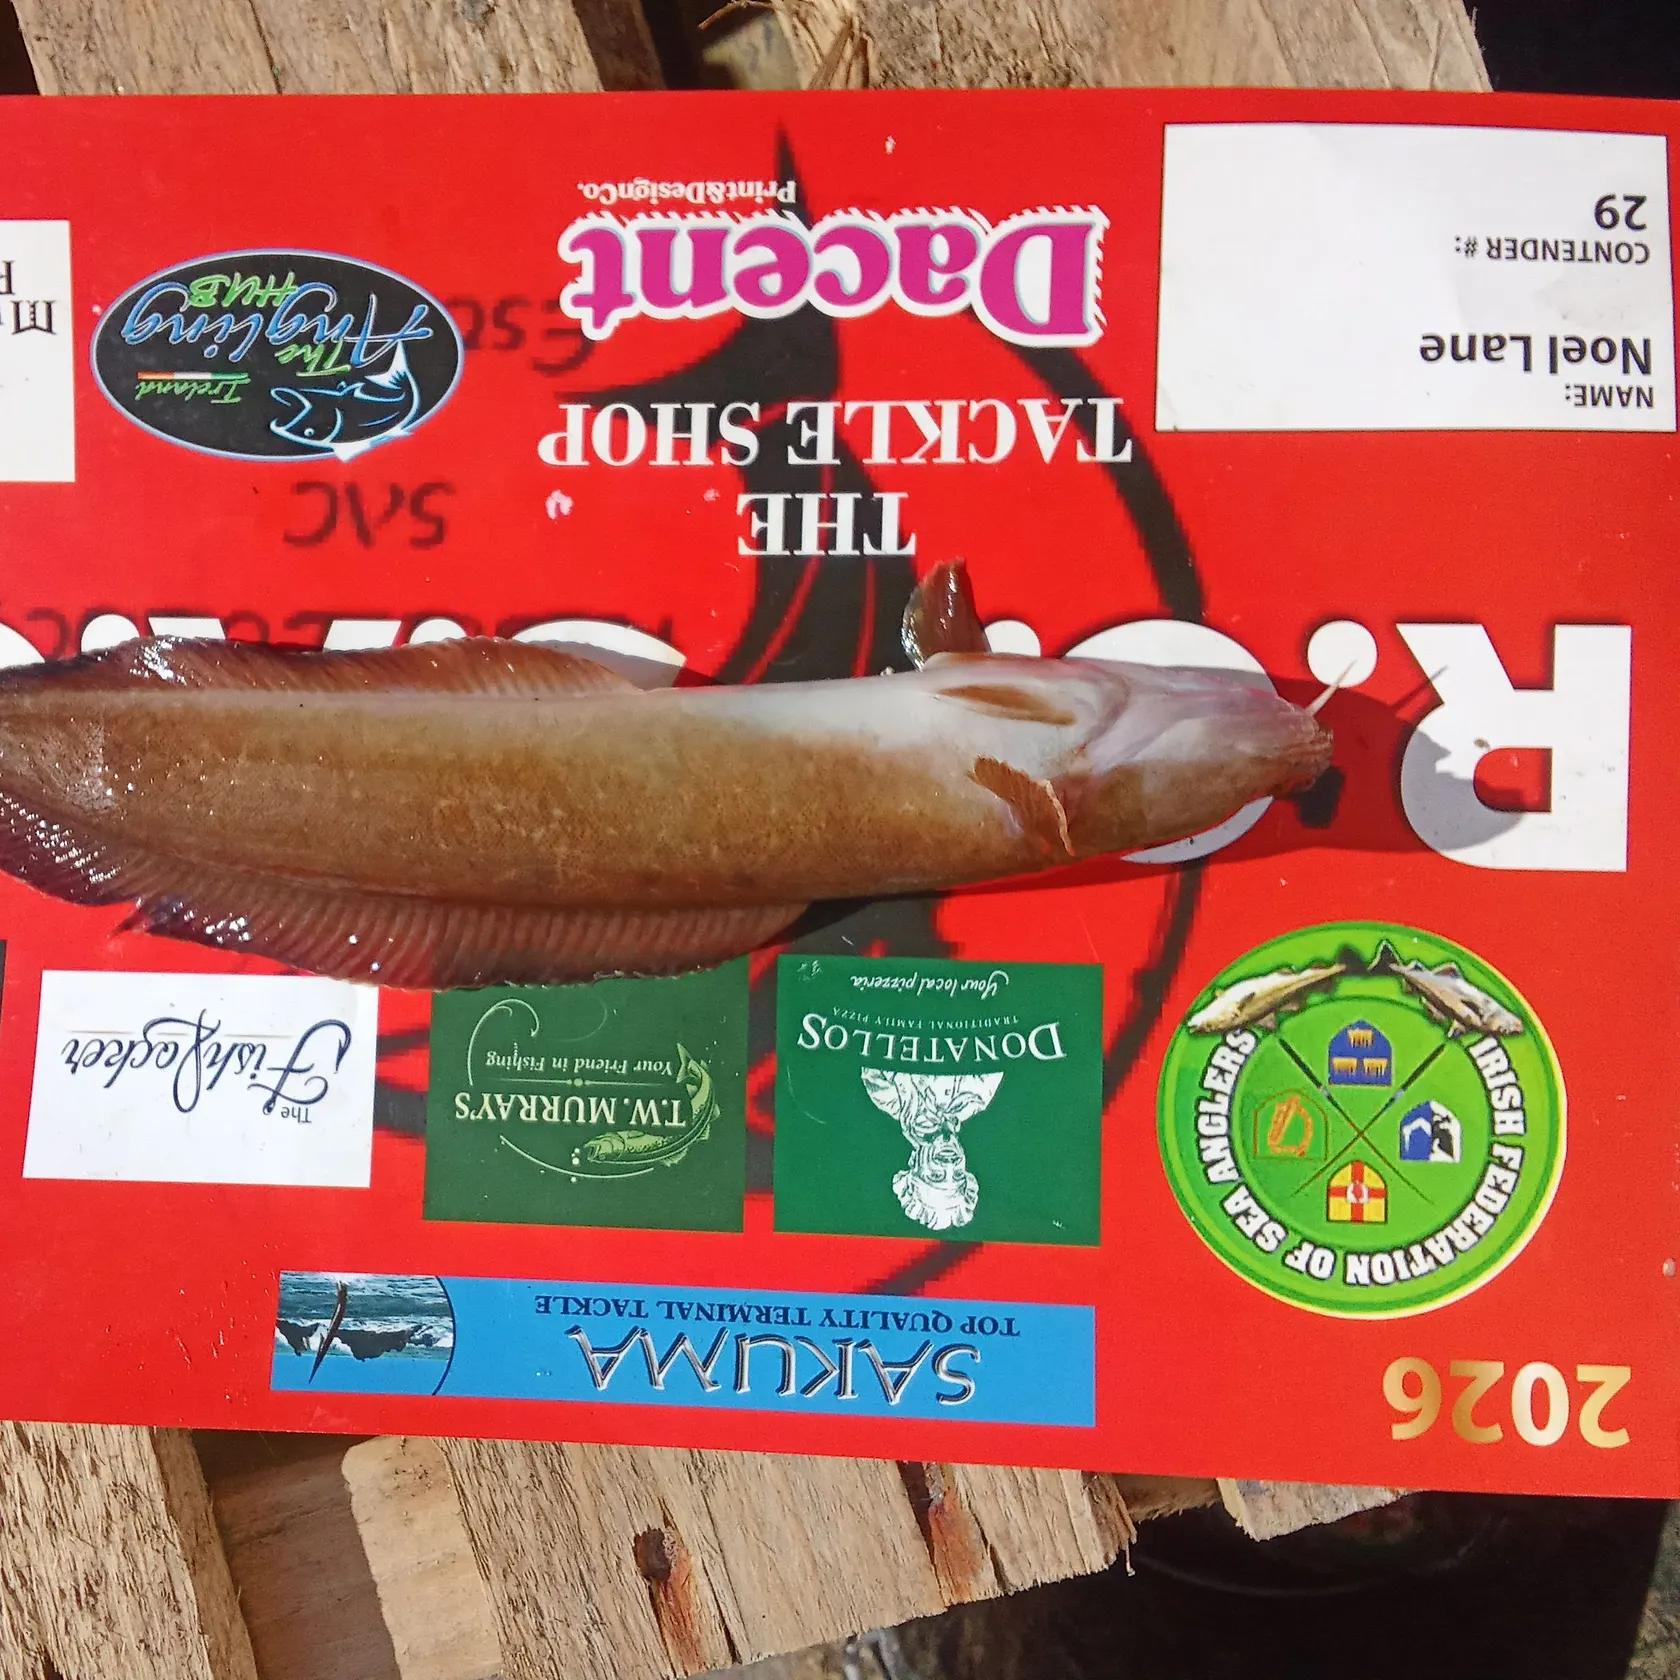 2026
SAKUMA
TOP QUALITY TERMINAL TACKLE
IRISH FEDERATION OF SEA ANGLERS
DONATELLOS
TRADITIONAL FAMILY PIZZA
Your local pizzeria
T.W. MURRAY'S
Your Friend in Fishing
The
FishPacker
R.
THE
TACKLE SHOP
SAC
NAME:
Noel Lane
CONTENDER #:
29
Dacent
Print&DesignCo.
Ireland
The
Angling
HUB